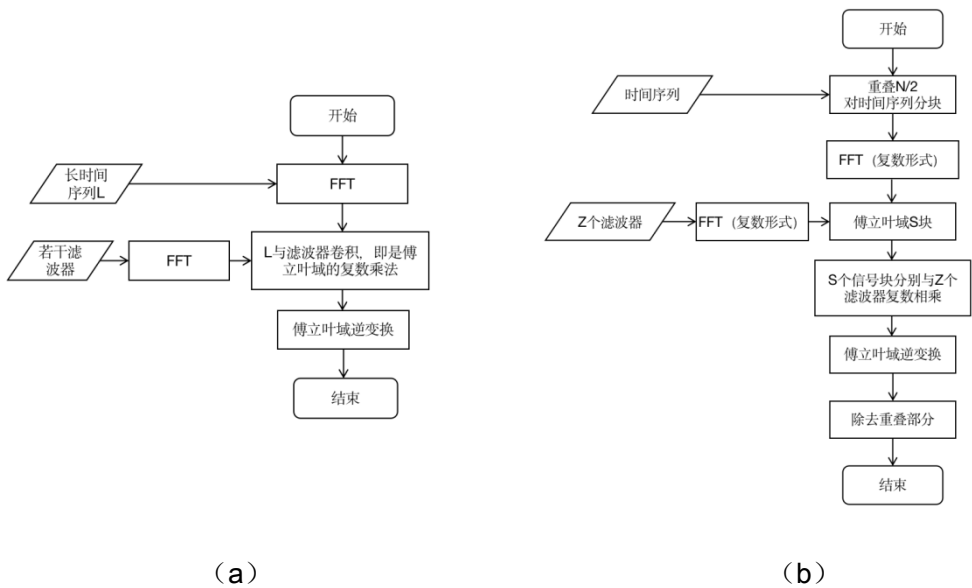 开始
长时间
序列L
FFT
若干滤
波器
FFT
L与滤波器卷积，即是傅
立叶域的复数乘法
傅立叶域逆变换
结束
（a）
开始
时间序列
重叠N/2
对时间序列分块
FFT（复数形式）
Z个滤波器
FFT（复数形式）
傅立叶域S块
S个信号块分别与Z个
滤波器复数相乘
傅立叶域逆变换
除去重叠部分
结束
（b）